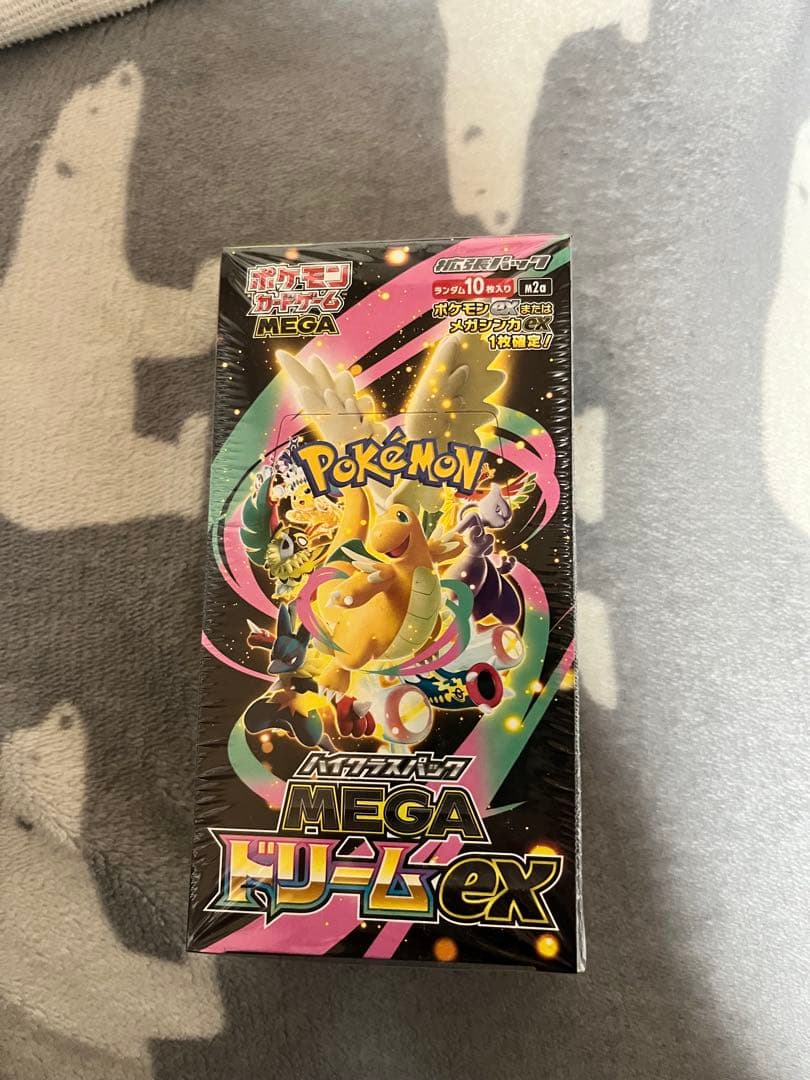 ポケモン
カードゲーム
MEGA
拡張パック
ランダム10枚入り
m2a
ポケモンexまたは
メガシンカex
1枚確定!
POKéMON
ハイクラスパック
MEGA
ドリームex